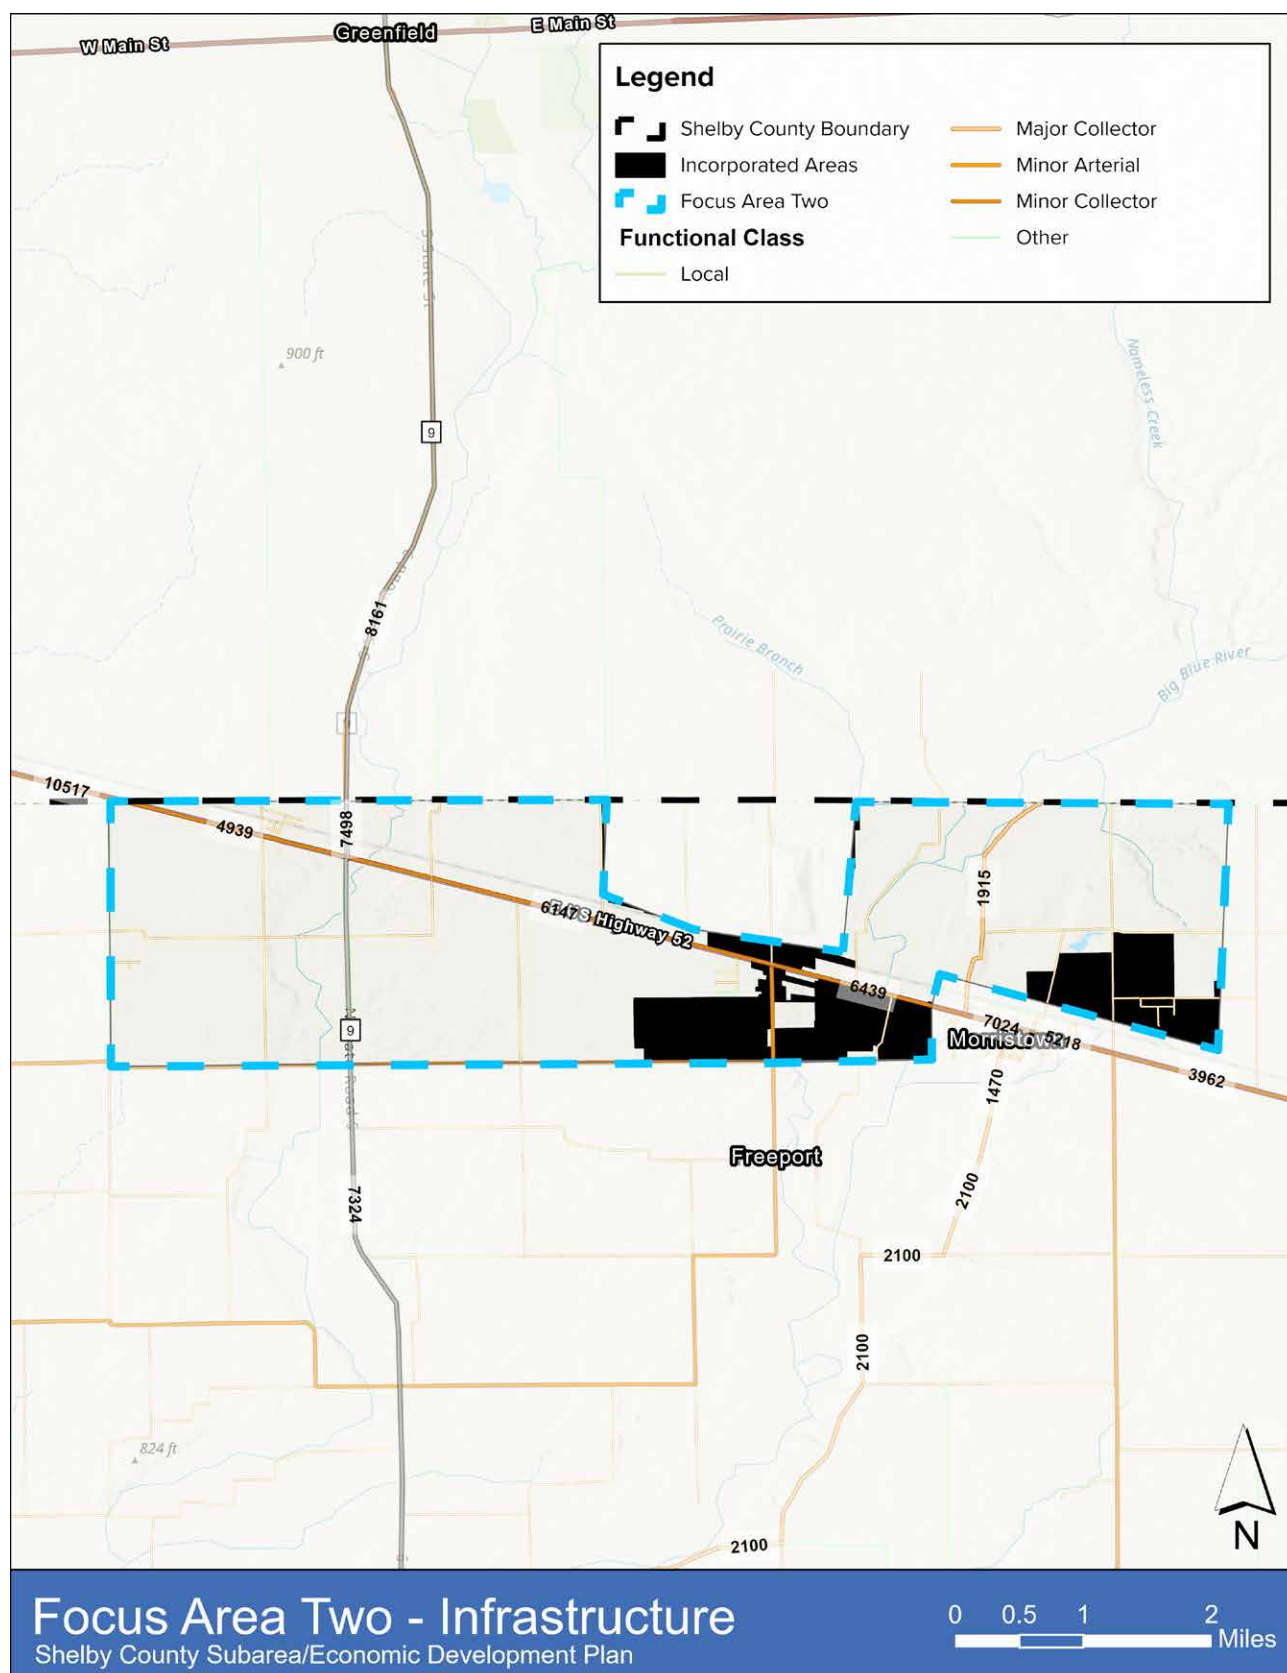 W Main St
Greenfield
E Main St
Legend
Shelby County Boundary
Incorporated Areas
Focus Area Two
Functional Class
Local
Major Collector
Minor Arterial
Minor Collector
Other
S State St
900 ft
9
Nameless Creek
8161
Prairie Branch
Big Blue River
10517
4939
7498
1915
6147
US Highway 52
6439
9
7024
5218
3962
1470
Freeport
7324
2100
2100
2100
824 ft
2100
N
Focus Area Two - Infrastructure
Shelby County Subarea/Economic Development Plan
0 0.5 1 2
Miles